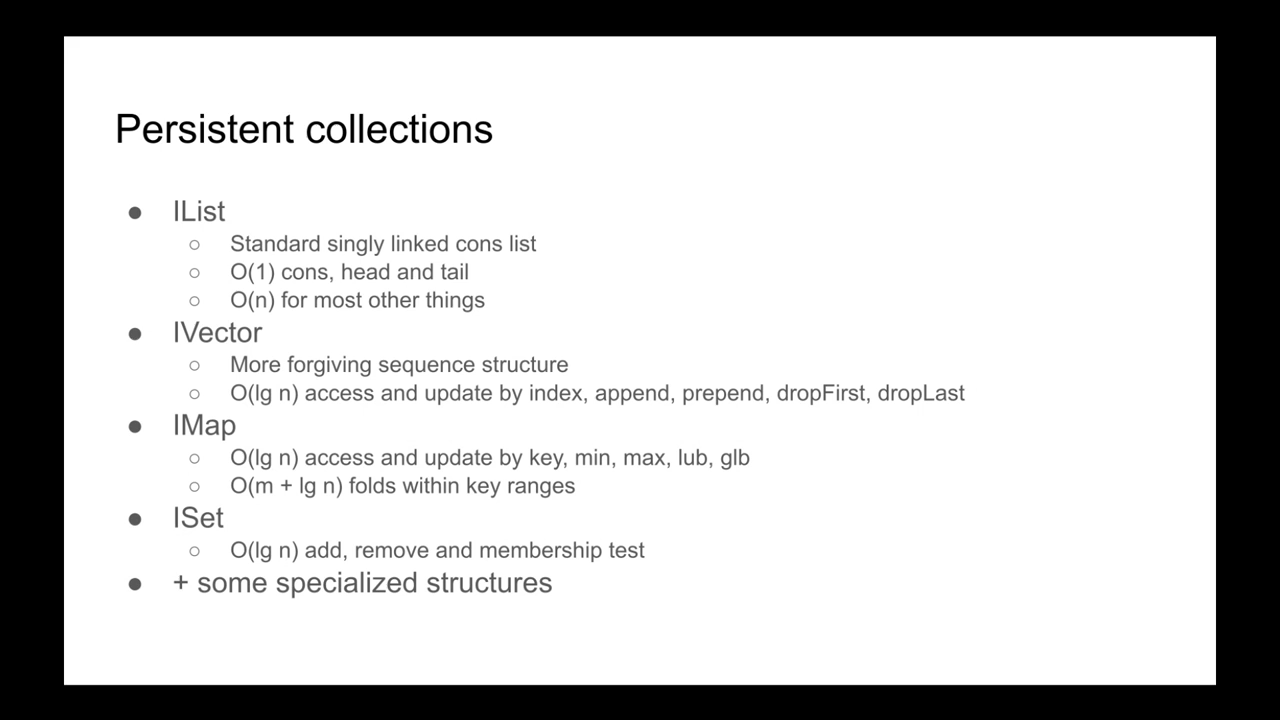 Persistent collections
● IList
○ Standard singly linked cons list
○ O(1) cons, head and tail
○ O(n) for most other things
● IVector
○ More forgiving sequence structure
○ O(lg n) access and update by index, append, prepend, dropFirst, dropLast
● IMap
○ O(lg n) access and update by key, min, max, lub, glb
○ O(m + lg n) folds within key ranges
● ISet
○ O(lg n) add, remove and membership test
● + some specialized structures